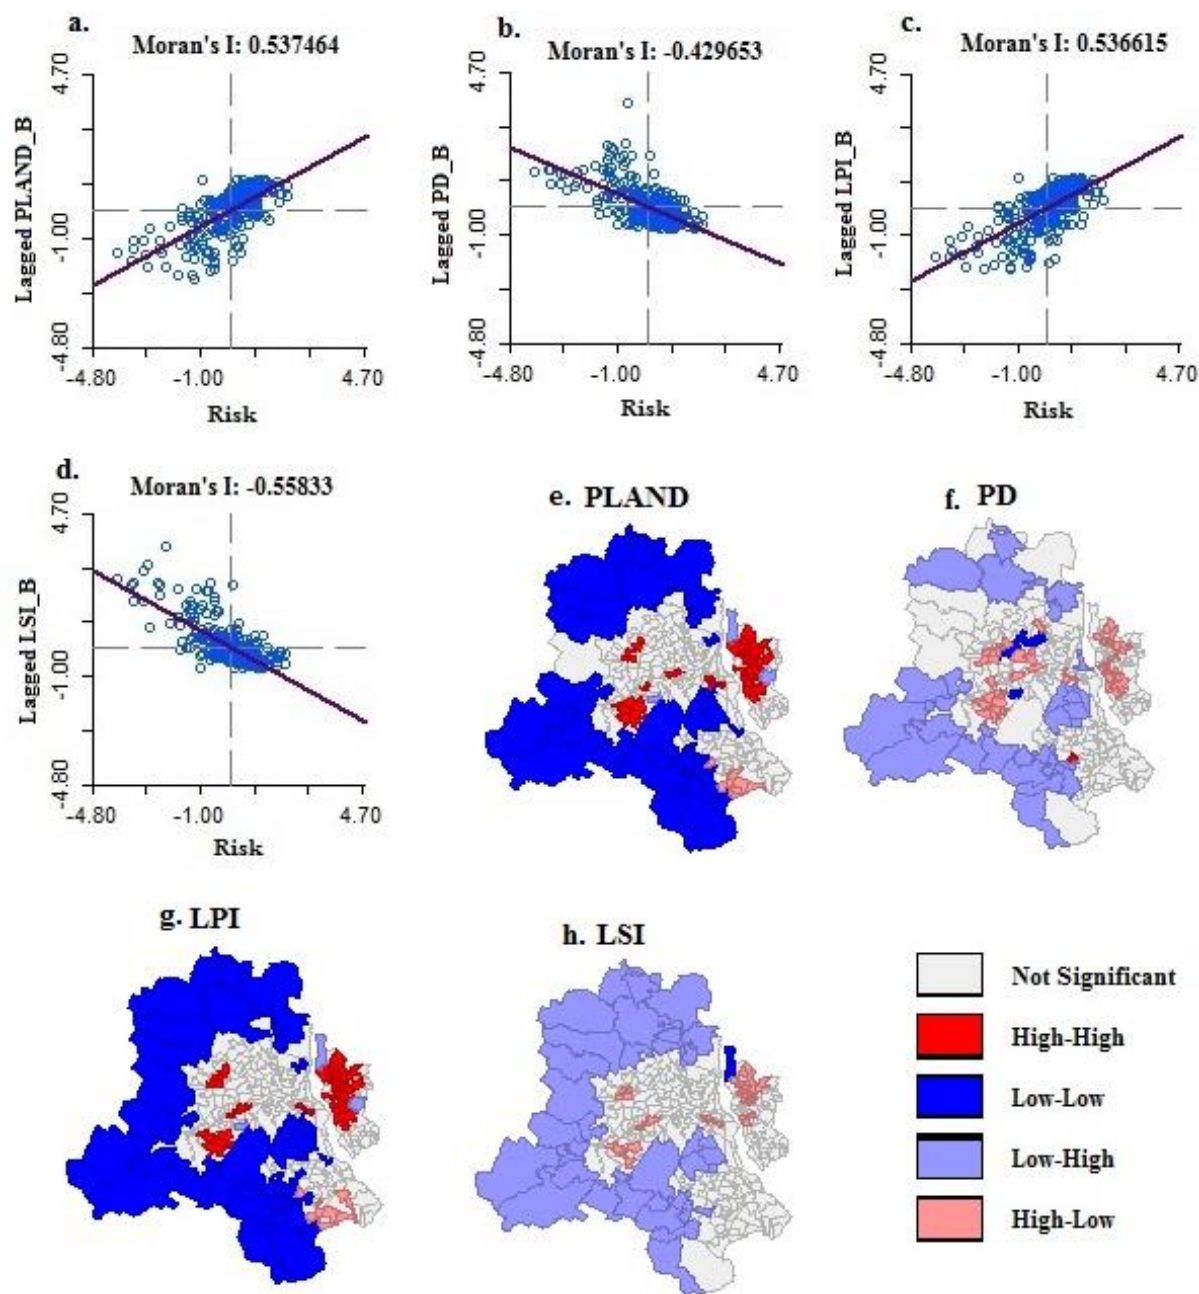 a.
Moran's I: 0.537464
4.70
-1.00
-4.80
Lagged PLAND_B
-4.80 -1.00 4.70
Risk
b.
Moran's I: -0.429653
4.70
-1.00
-4.80
Lagged PD_B
-4.80 -1.00 4.70
Risk
c.
Moran's I: 0.536615
4.70
-1.00
-4.80
Lagged LPI_B
-4.80 -1.00 4.70
Risk
d.
Moran's I: -0.55833
4.70
-1.00
-4.80
Lagged LSI_B
-4.80 -1.00 4.70
Risk
e. PLAND
f. PD
g. LPI
h. LSI
Not Significant
High-High
Low-Low
Low-High
High-Low